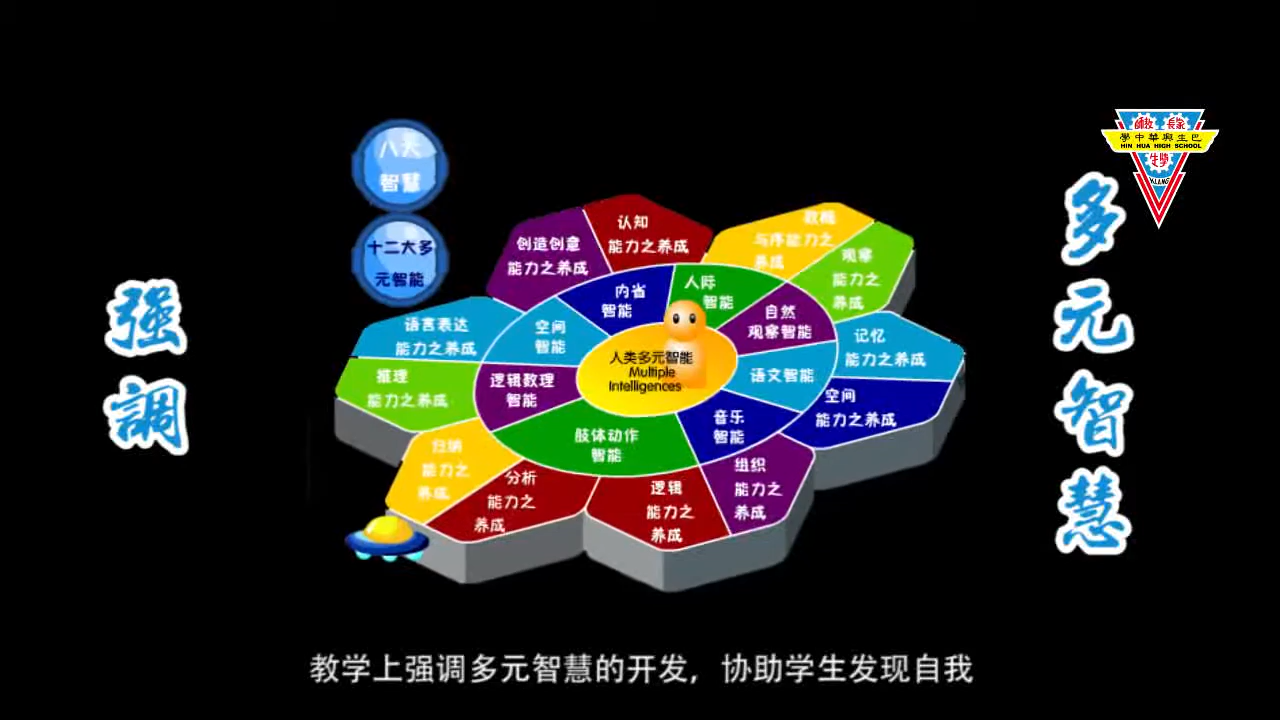 八大
智慧
十二大多
元智能
强調
多元智慧
學中華興生巴
HIN HUA HIGH SCHOOL
KLANG
认知
能力之养成
创造创意
能力之养成
与序能力之
养成
观察
能力之
养成
语言表达
能力之养成
记忆
能力之养成
推理
能力之养成
空间
能力之养成
归纳
能力之
养成
分析
能力之
养成
逻辑
能力之
养成
组织
能力之
养成
内省
智能
人际
智能
空间
智能
自然
观察智能
逻辑数理
智能
语文智能
肢体动作
智能
音乐
智能
人类多元智能
Multiple
Intelligences
教学上强调多元智慧的开发，协助学生发现自我